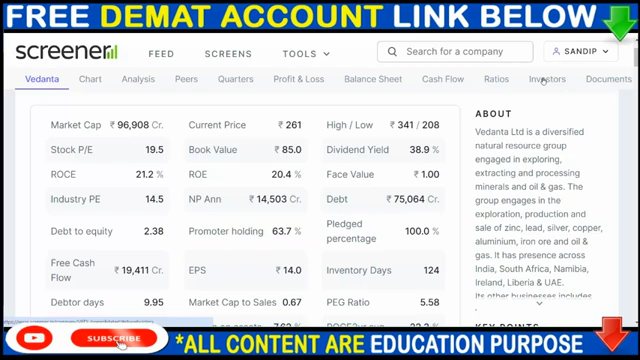 FREE DEMAT ACCOUNT LINK BELOW
screener
FEED
SCREENS
TOOLS
Search for a company
SANDIP
Vedanta
Chart
Analysis
Peers
Quarters
Profit & Loss
Balance Sheet
Cash Flow
Ratios
Investors
Documents
Market Cap ₹ 96,908 Cr.
Current Price ₹ 261
High / Low ₹ 341 / 208
Stock P/E 19.5
Book Value ₹ 85.0
Dividend Yield 38.9 %
ROCE 21.2 %
ROE 20.4 %
Face Value ₹ 1.00
Industry PE 14.5
NP Ann ₹ 14,503 Cr.
Debt ₹ 75,064 Cr.
Debt to equity 2.38
Promoter holding 63.7 %
Pledged
percentage 100.0 %
Free Cash
Flow ₹ 19,411 Cr.
EPS ₹ 14.0
Inventory Days 124
Debtor days 9.95
Market Cap to Sales 0.67
PEG Ratio 5.58
ABOUT
Vedanta Ltd is a diversified
natural resource group
engaged in exploring,
extracting and processing
minerals and oil & gas. The
group engages in the
exploration, production and
sale of zinc, lead, silver, copper,
aluminium, iron ore and oil &
gas. It has presence across
India, South Africa, Namibia,
Ireland, Liberia & UAE.
Its other businesses include
KEY POINTS
SUBSCRIBE
*ALL CONTENT ARE EDUCATION PURPOSE